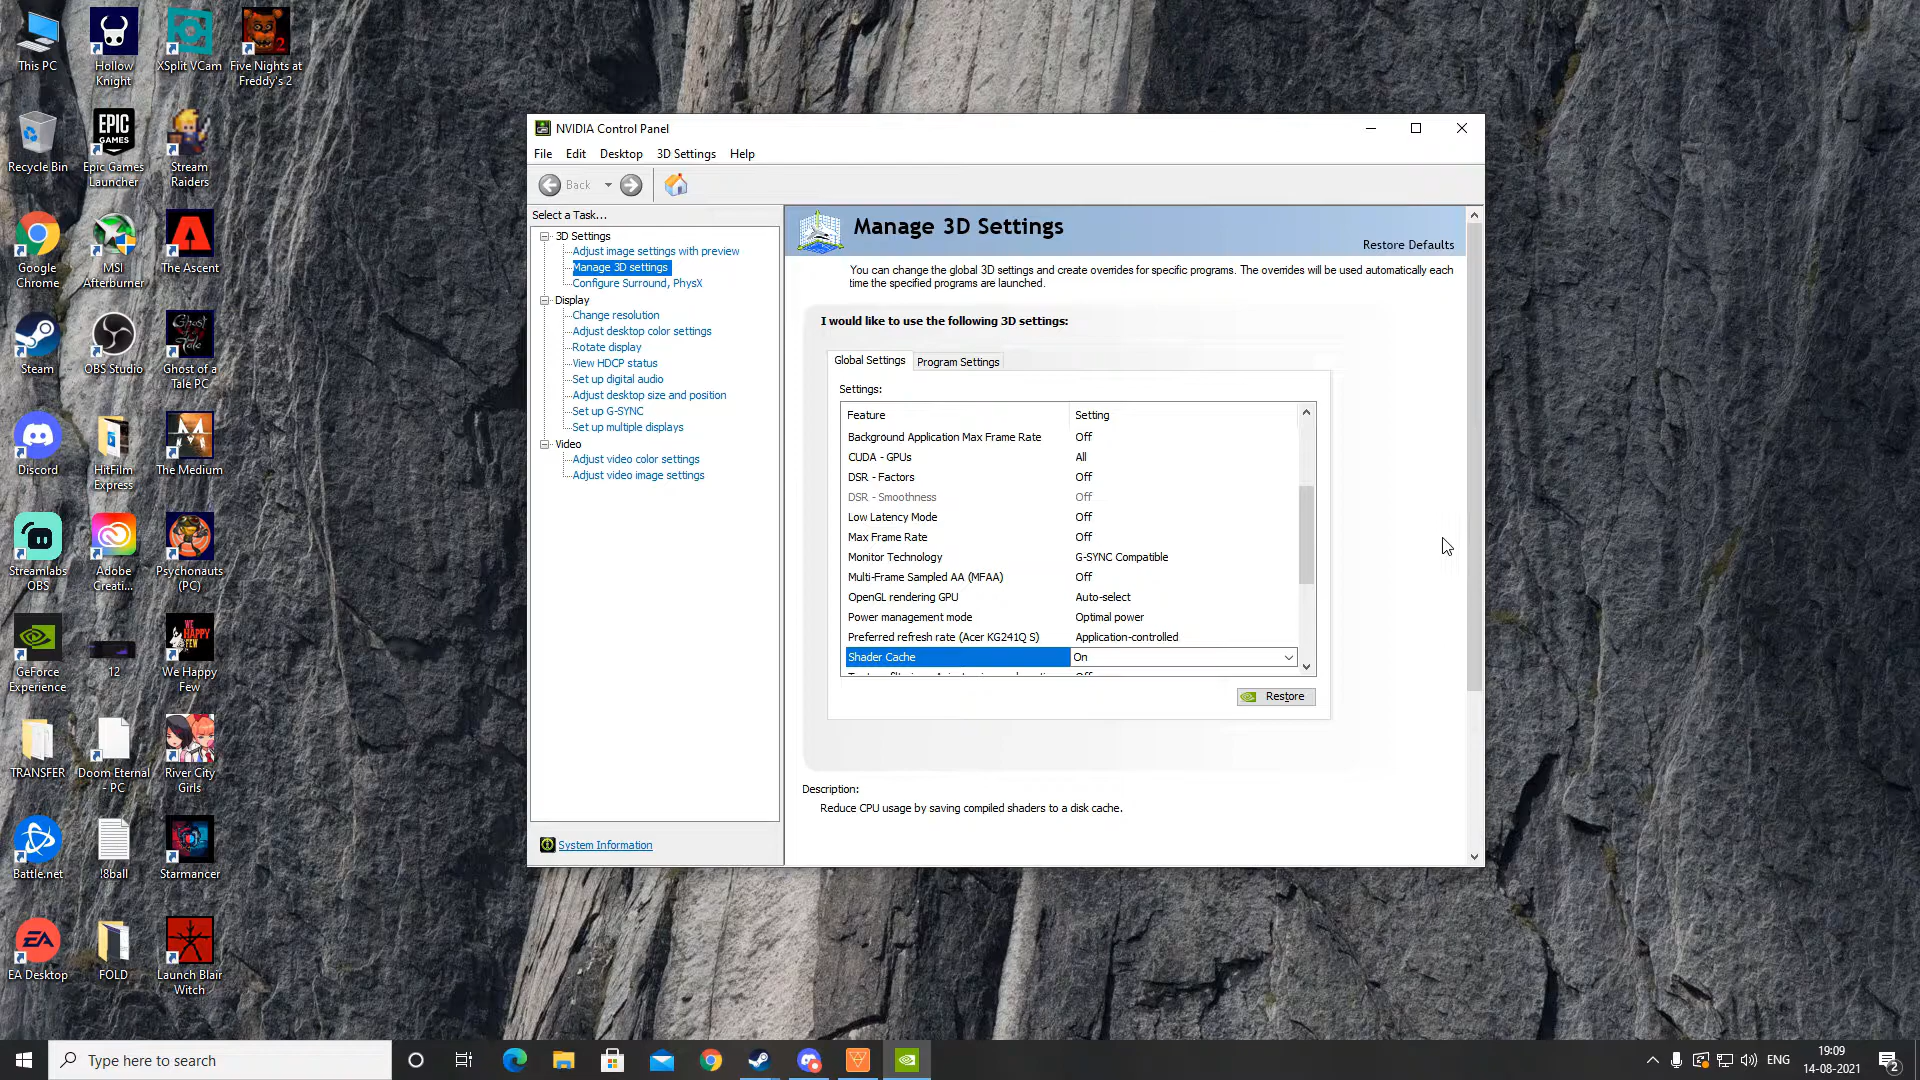 This PC
Hollow
Knight
XSplit VCam
Five Nights at
Freddy's 2
2
Recycle Bin
EPIC
GAMES
Epic Games
Launcher
Stream
Raiders
Google
Chrome
MSI
Afterburner
The Ascent
Steam
OBS Studio
Ghost of a
Tale PC
Discord
HitFilm
Express
The Medium
Streamlabs
OBS
Adobe
Creati...
Psychonauts
(PC)
GeForce
Experience
12
WE
HAPPY
FEW
We Happy
Few
TRANSFER
Doom Eternal
- PC
River City
Girls
Battle.net
!8ball
Starmancer
EA
EA Desktop
FOLD
Launch Blair
Witch
NVIDIA Control Panel
File
Edit
Desktop
3D Settings
Help
Back
Select a Task...
3D Settings
Adjust image settings with preview
Manage 3D settings
Configure Surround, PhysX
Display
Change resolution
Adjust desktop color settings
Rotate display
View HDCP status
Set up digital audio
Adjust desktop size and position
Set up G-SYNC
Set up multiple displays
Video
Adjust video color settings
Adjust video image settings
System Information
Manage 3D Settings
Restore Defaults
You can change the global 3D settings and create overrides for specific programs. The overrides will be used automatically each
time the specified programs are launched.
I would like to use the following 3D settings:
Global Settings
Program Settings
Settings:
Feature Setting
Background Application Max Frame Rate Off
CUDA - GPUs All
DSR - Factors Off
DSR - Smoothness Off
Low Latency Mode Off
Max Frame Rate Off
Monitor Technology G-SYNC Compatible
Multi-Frame Sampled AA (MFAA) Off
OpenGL rendering GPU Auto-select
Power management mode Optimal power
Preferred refresh rate (Acer KG241Q S) Application-controlled
Shader Cache On
Restore
Description:
Reduce CPU usage by saving compiled shaders to a disk cache.
Type here to search
ENG
19:09
14-08-2021
2